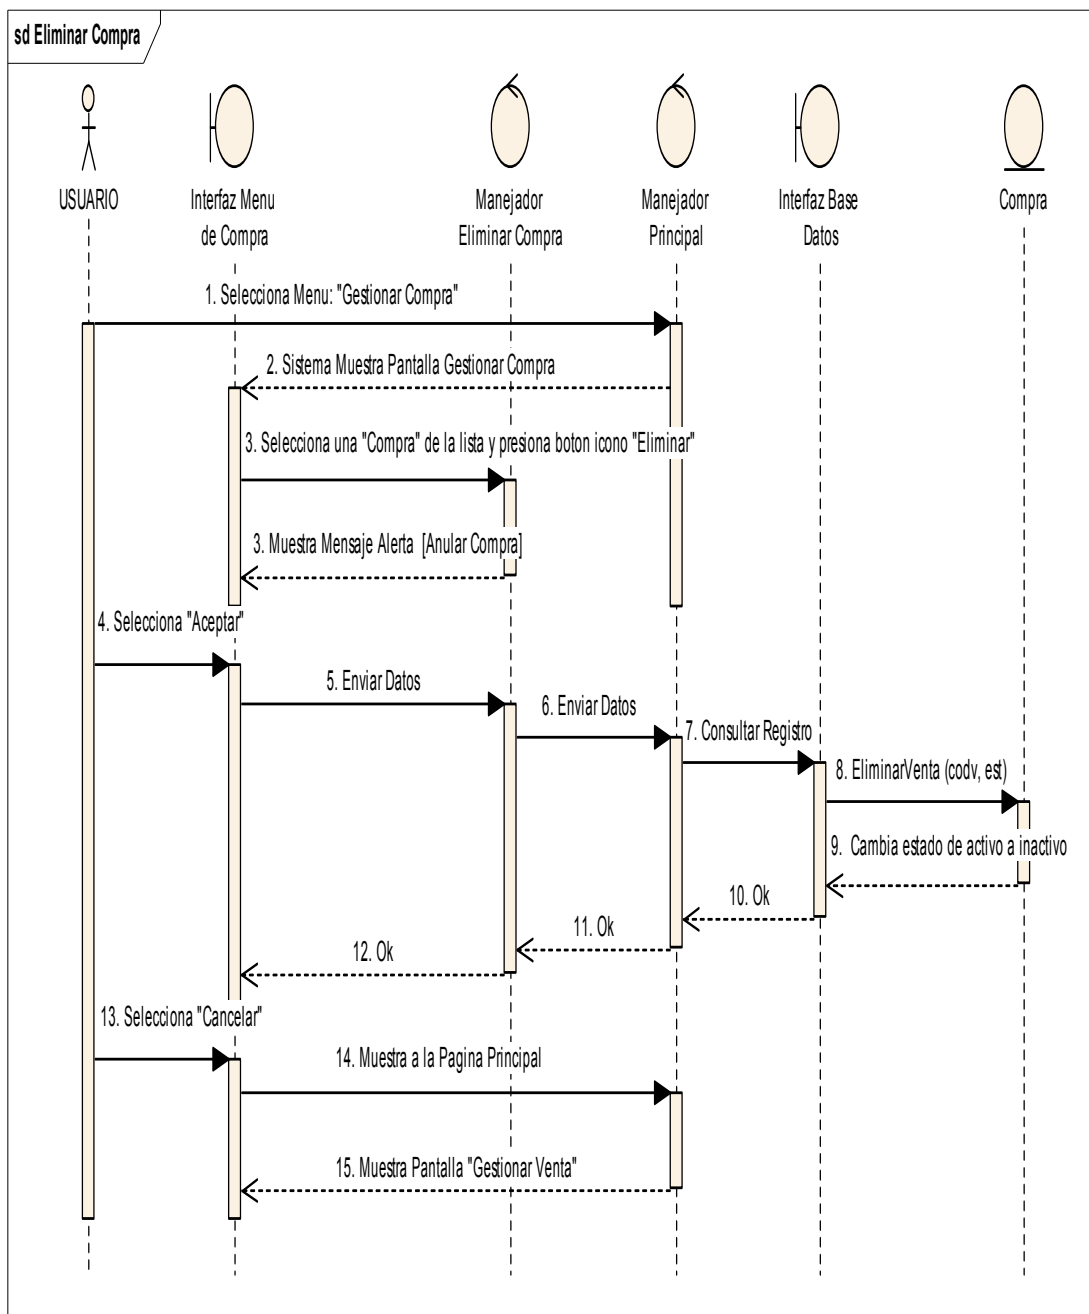 sd Eliminar Compra
USUARIO
Interfaz Menu
de Compra
Manejador
Eliminar Compra
Manejador
Principal
Interfaz Base
Datos
Compra
1. Selecciona Menu: "Gestionar Compra"
2. Sistema Muestra Pantalla Gestionar Compra
3. Selecciona una "Compra" de la lista y presiona boton icono "Eliminar"
3. Muestra Mensaje Alerta [Anular Compra]
4. Selecciona "Aceptar"
5. Enviar Datos
6. Enviar Datos
7. Consultar Registro
8. EliminarVenta (codv, est)
9. Cambia estado de activo a inactivo
10. Ok
11. Ok
12. Ok
13. Selecciona "Cancelar"
14. Muestra a la Pagina Principal
15. Muestra Pantalla "Gestionar Venta"